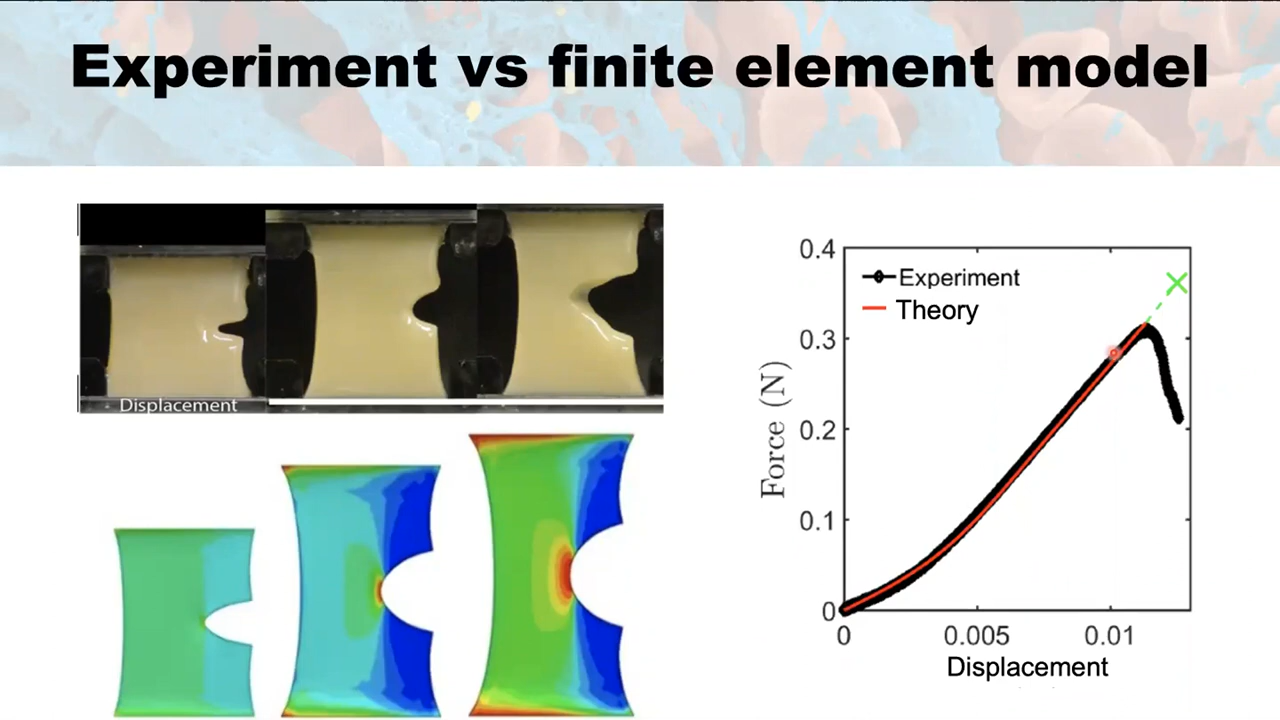 Experiment vs finite element model
Displacement
0.4
Experiment
Theory
0.3
Force (N)
0.2
0.1
0
0
0.005
0.01
Displacement